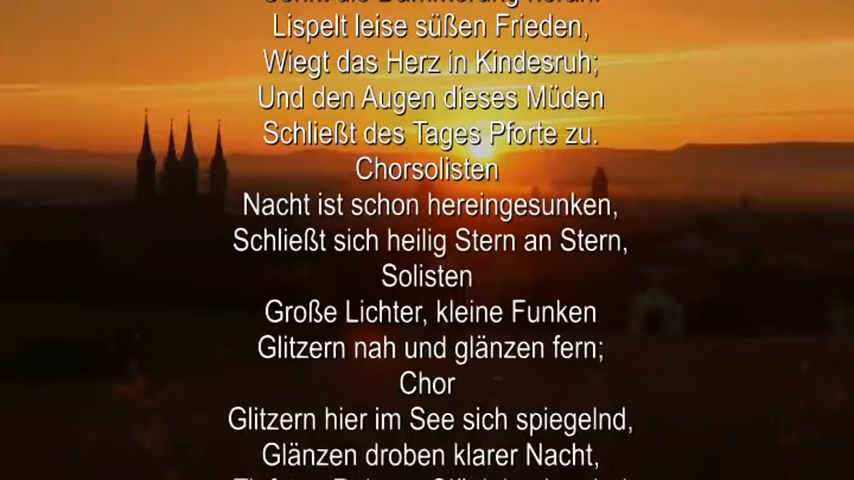 Lispelt leise süßen Frieden,
Wiegt das Herz in Kindesruh;
Und den Augen dieses Müden
Schließt des Tages Pforte zu.
Chorsolisten
Nacht ist schon hereingesunken,
Schließt sich heilig Stern an Stern,
Solisten
Große Lichter, kleine Funken
Glitzern nah und glänzen fern;
Chor
Glitzern hier im See sich spiegelnd,
Glänzen droben klarer Nacht,